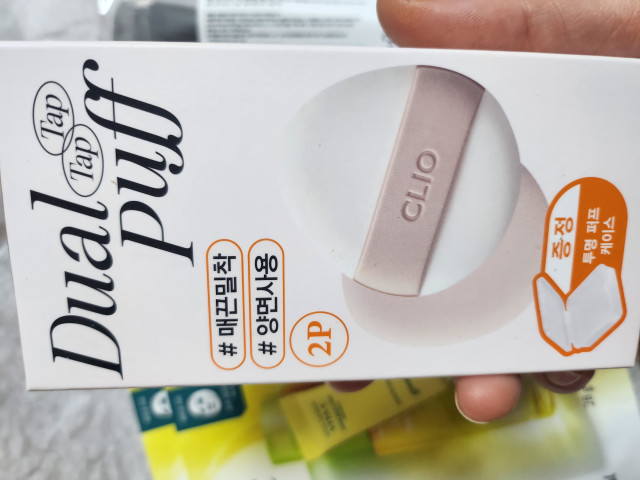 Dual
Tap
Tap
Puff
# 매끈밀착
# 양면사용
2P
CLIO
증정
투명 퍼프
케이스